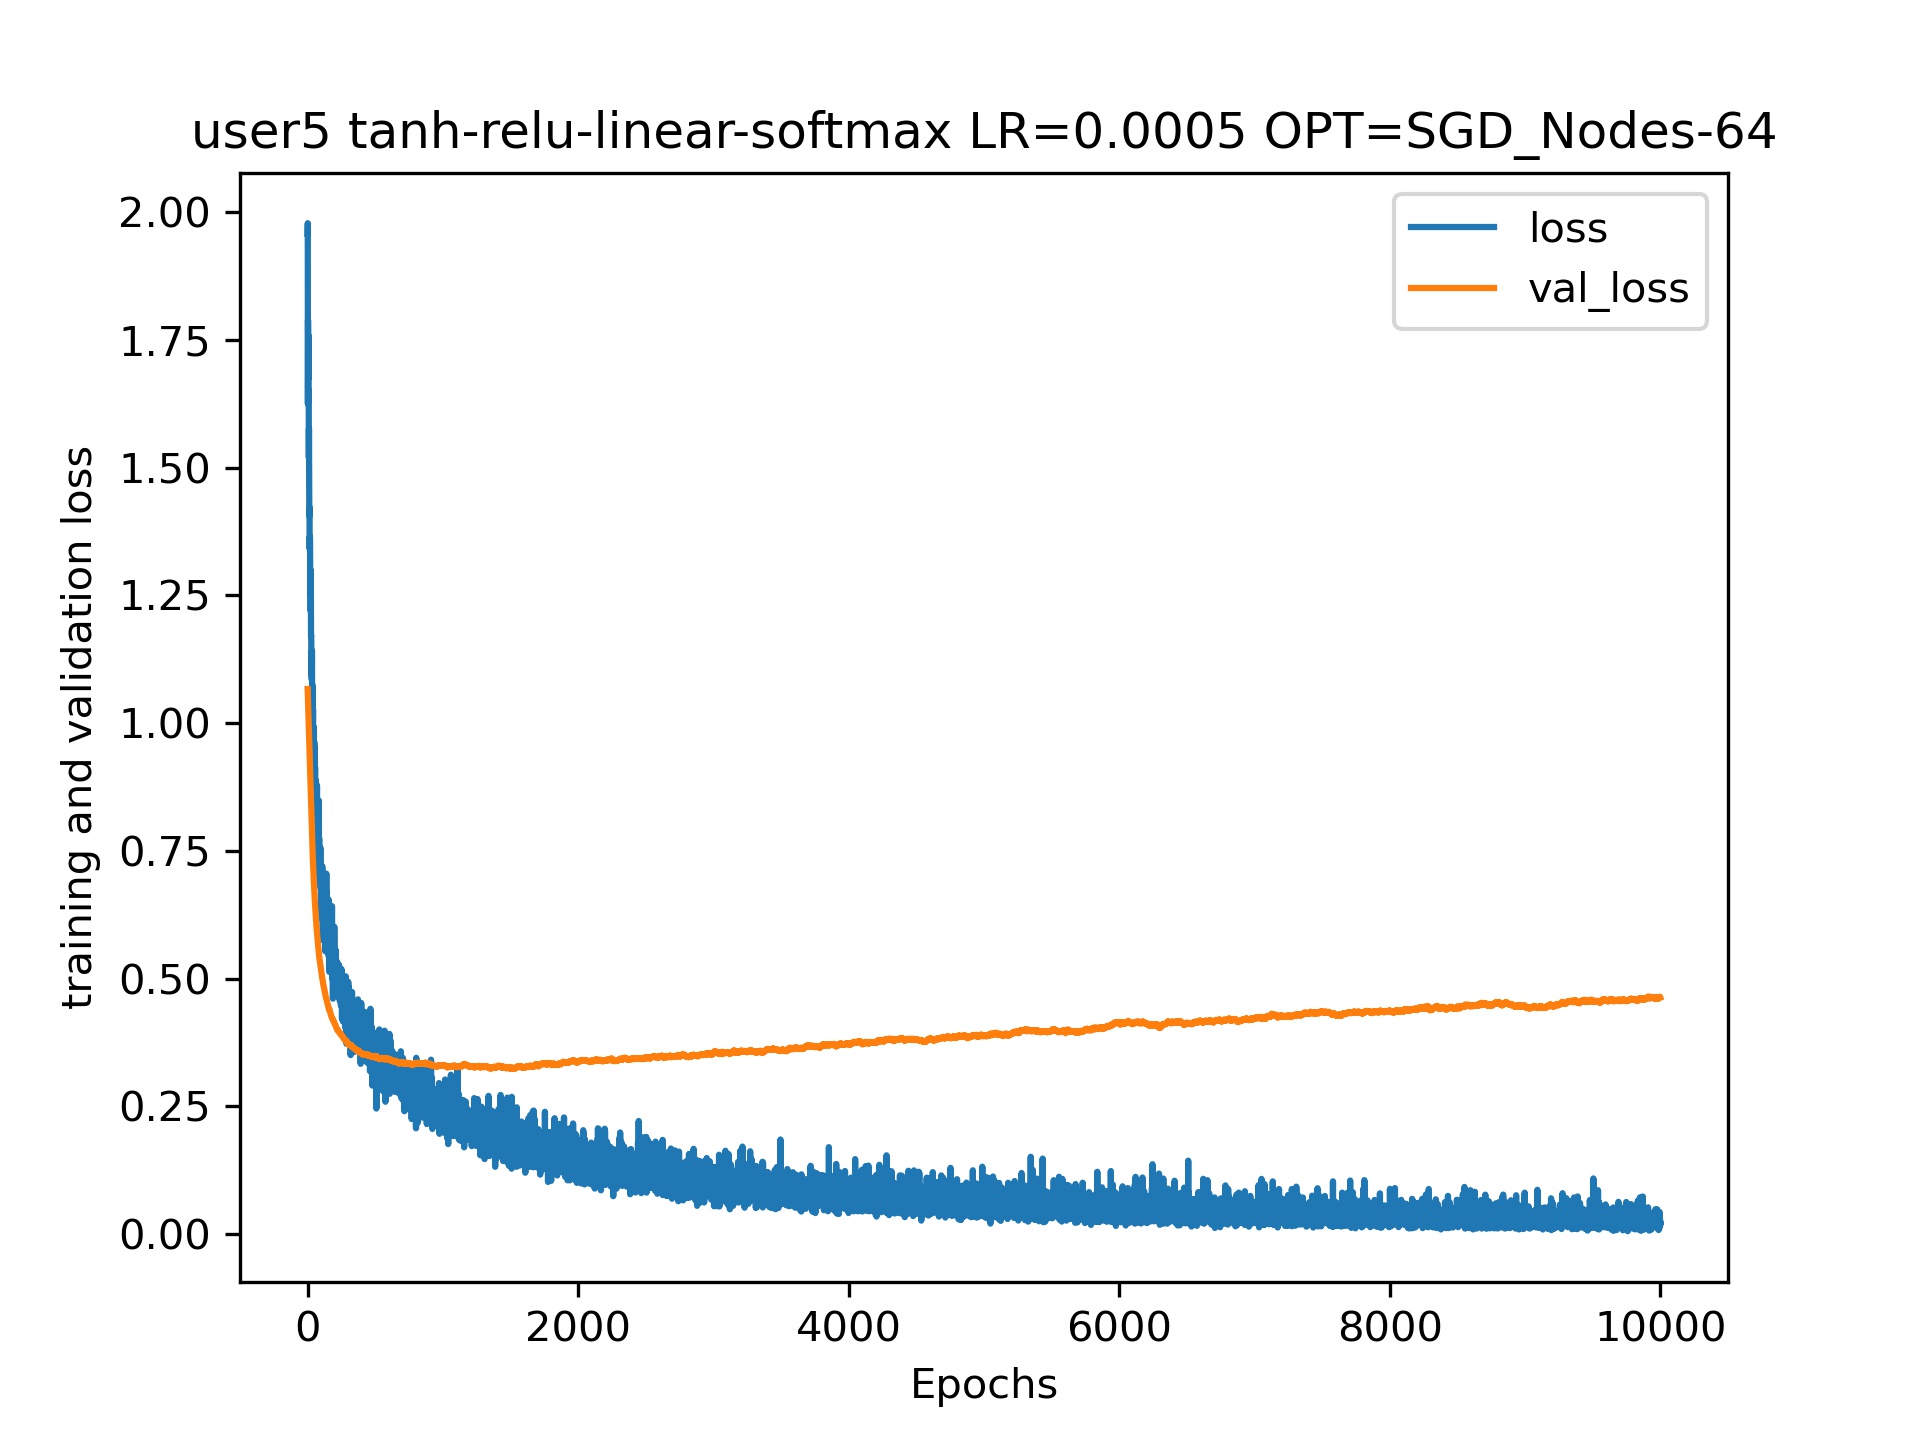 user5 tanh-relu-linear-softmax LR=0.0005 OPT=SGD_Nodes-64
loss
val_loss
2.00
1.75
1.50
1.25
1.00
0.75
0.50
0.25
0.00
training and validation loss
0 2000 4000 6000 8000 10000
Epochs